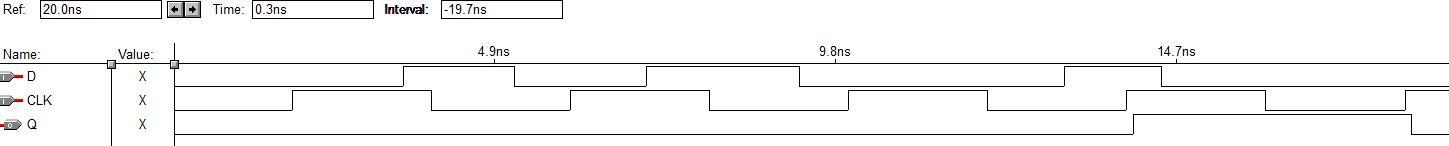 Ref: 20.0ns Time: 0.3ns Interval: -19.7ns
Name: Value: 4.9ns 9.8ns 14.7ns
D X
CLK X
Q X